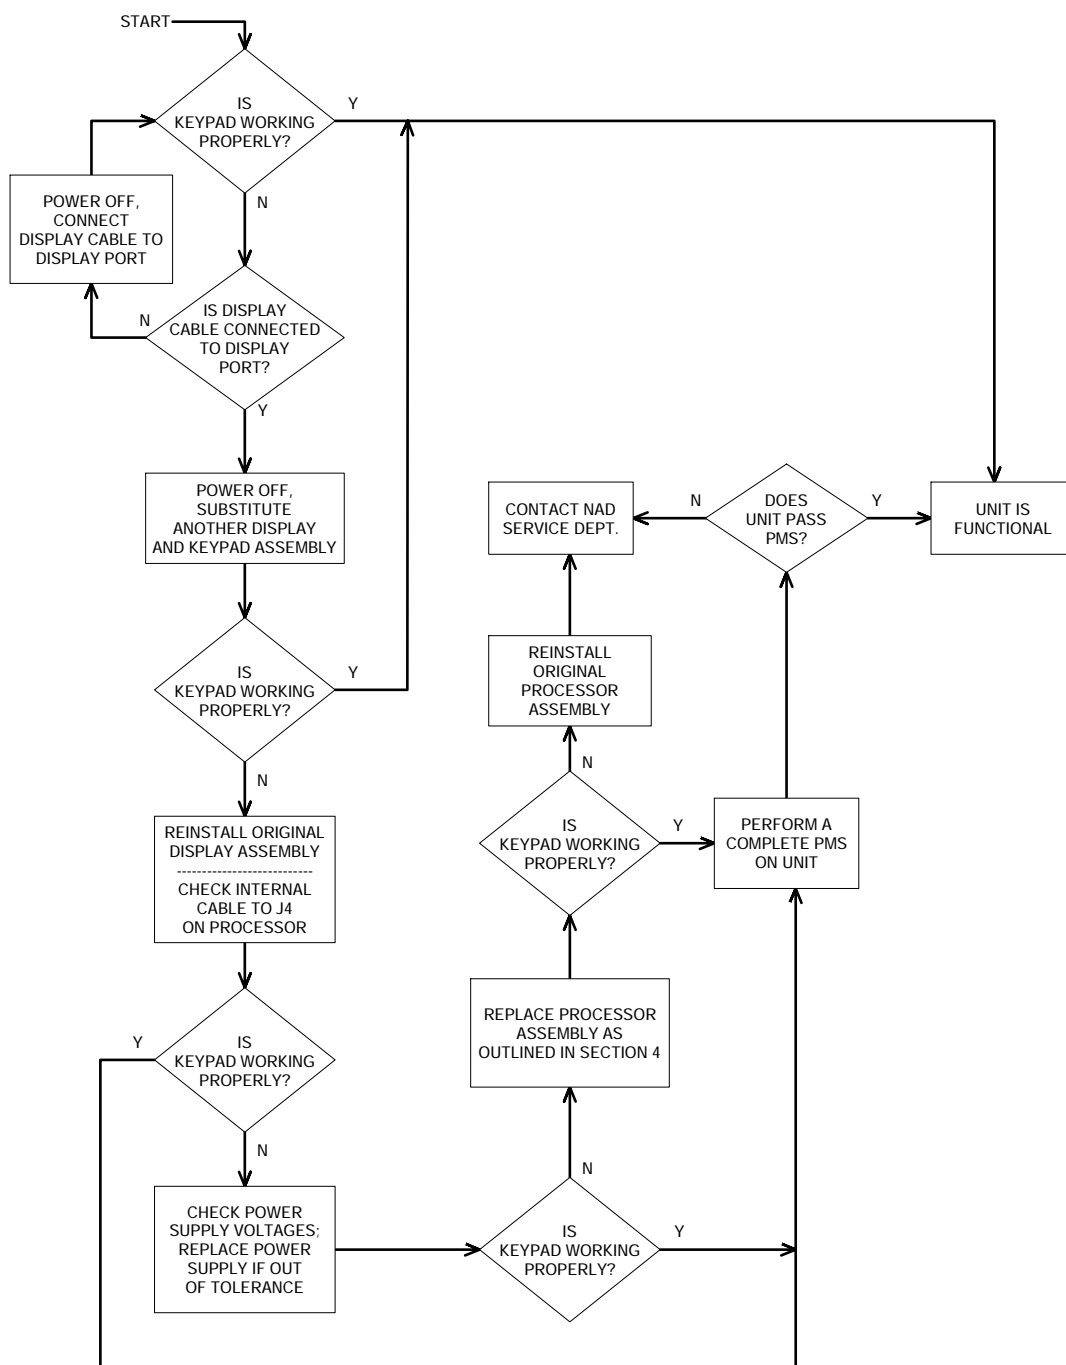 START
IS
KEYPAD WORKING
PROPERLY?
Y
N
POWER OFF,
CONNECT
DISPLAY CABLE TO
DISPLAY PORT
IS DISPLAY
CABLE CONNECTED
TO DISPLAY
PORT?
N
Y
POWER OFF,
SUBSTITUTE
ANOTHER DISPLAY
AND KEYPAD ASSEMBLY
IS
KEYPAD WORKING
PROPERLY?
Y
N
REINSTALL ORIGINAL
DISPLAY ASSEMBLY
---------------------------
CHECK INTERNAL
CABLE TO J4
ON PROCESSOR
IS
KEYPAD WORKING
PROPERLY?
Y
N
CHECK POWER
SUPPLY VOLTAGES;
REPLACE POWER
SUPPLY IF OUT
OF TOLERANCE
IS
KEYPAD WORKING
PROPERLY?
Y
N
REPLACE PROCESSOR
ASSEMBLY AS
OUTLINED IN SECTION 4
IS
KEYPAD WORKING
PROPERLY?
Y
N
REINSTALL
ORIGINAL
PROCESSOR
ASSEMBLY
CONTACT NAD
SERVICE DEPT.
PERFORM A
COMPLETE PMS
ON UNIT
DOES
UNIT PASS
PMS?
N
Y
UNIT IS
FUNCTIONAL